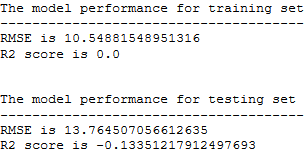 The model performance for training set
--------------------------------------
RMSE is 10.54881548951316
R2 score is 0.0
The model performance for testing set
--------------------------------------
RMSE is 13.764507056612635
R2 score is -0.13351217912497693